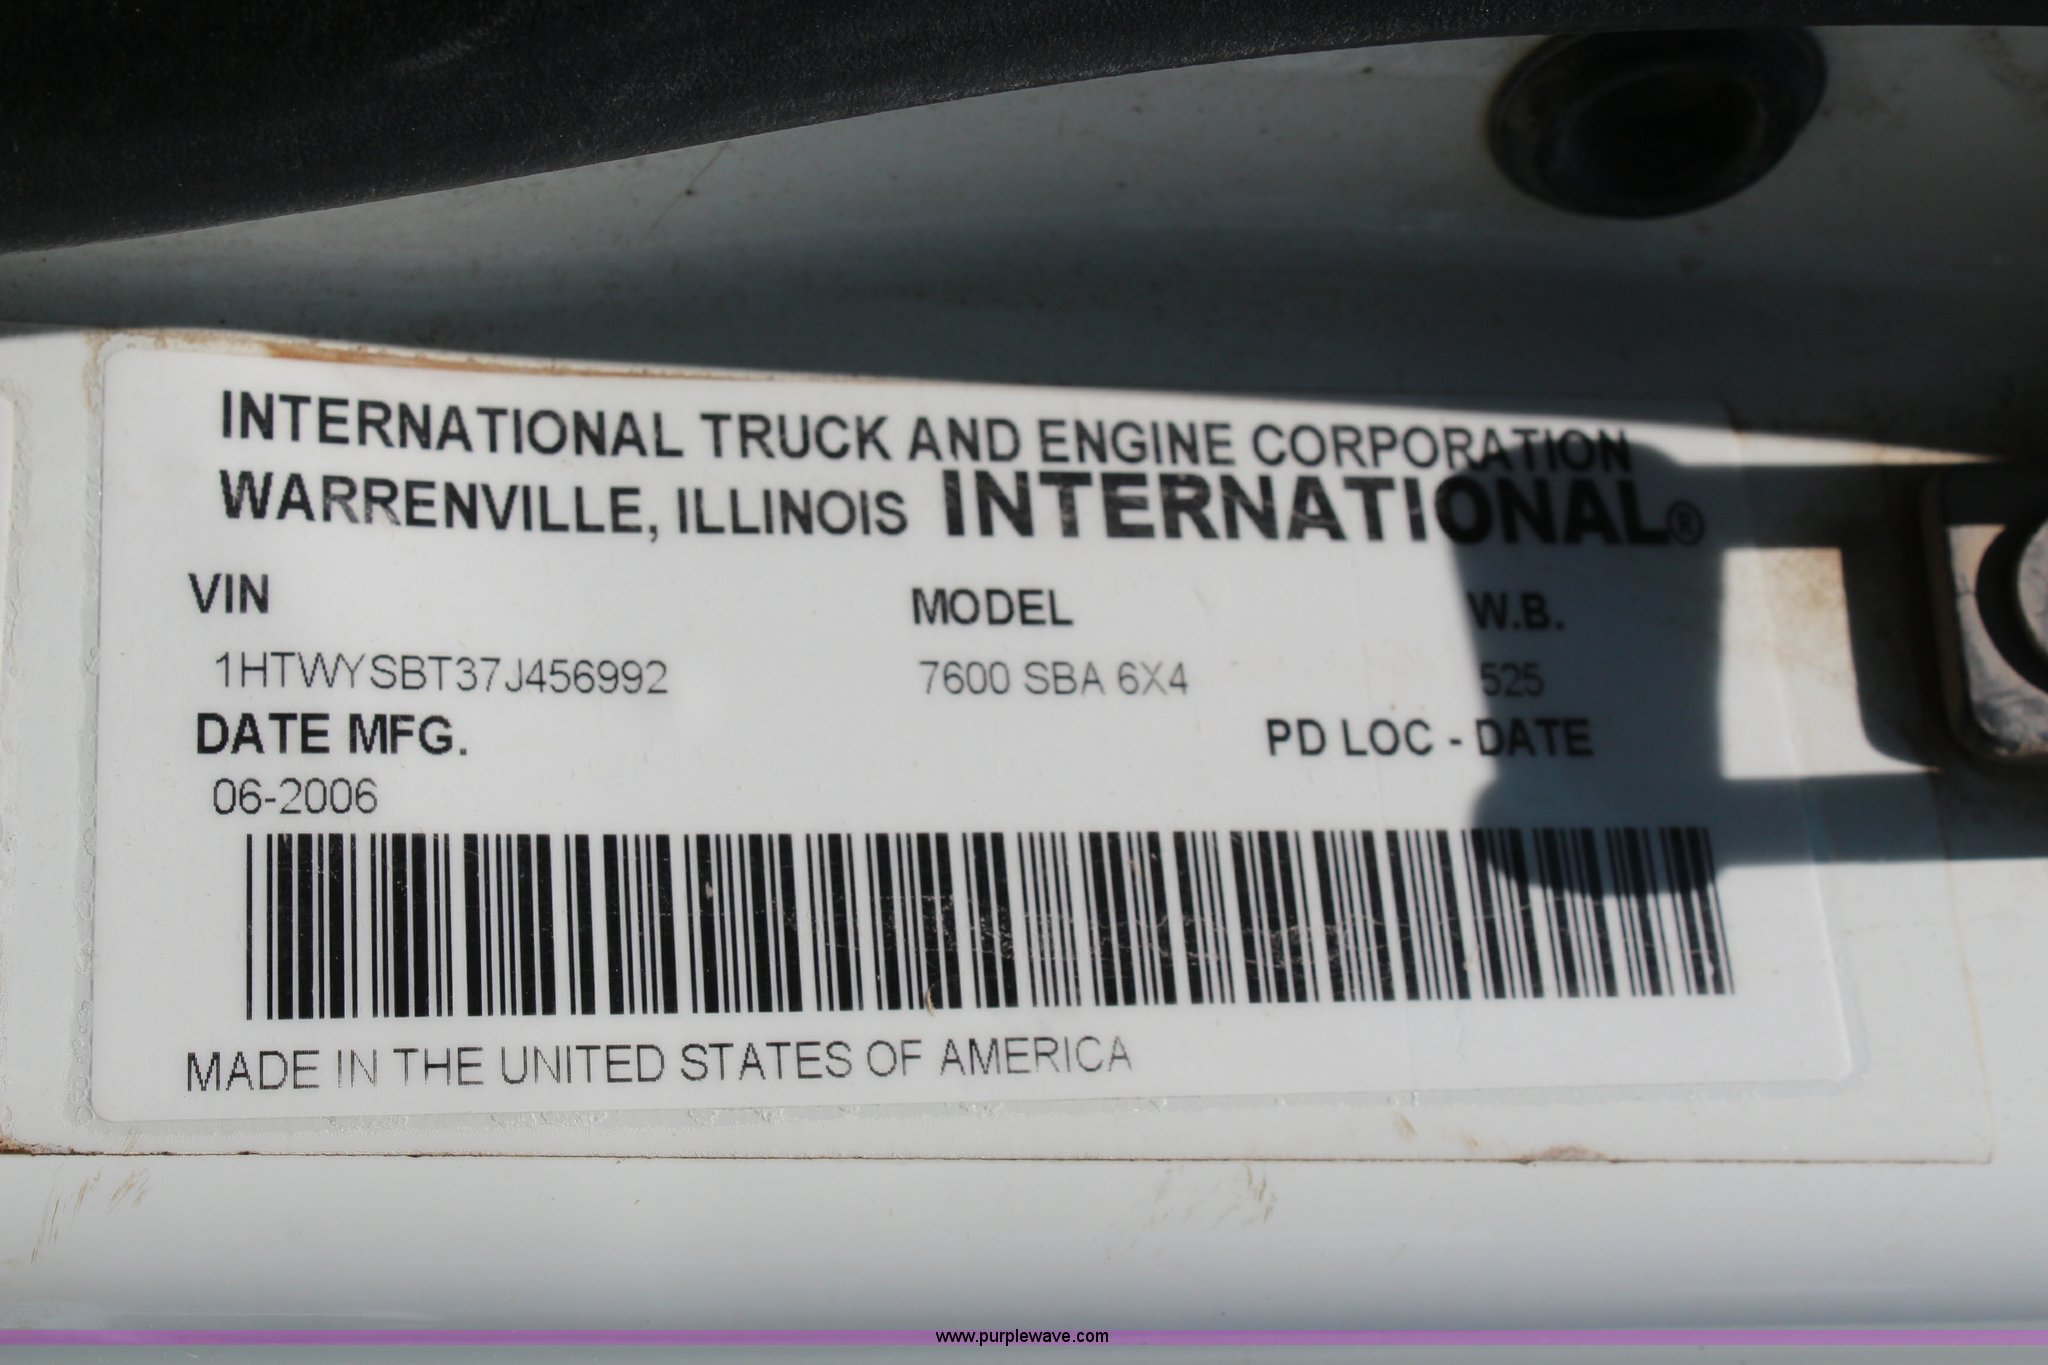 INTERNATIONAL TRUCK AND ENGINE CORPORATION
WARRENVILLE, ILLINOIS INTERNATIONAL®
VIN MODEL W.B.
1HTWYSBT37J456992 7600 SBA 6X4 525
DATE MFG. PD LOC - DATE
06-2006
MADE IN THE UNITED STATES OF AMERICA
www.purplewave.com